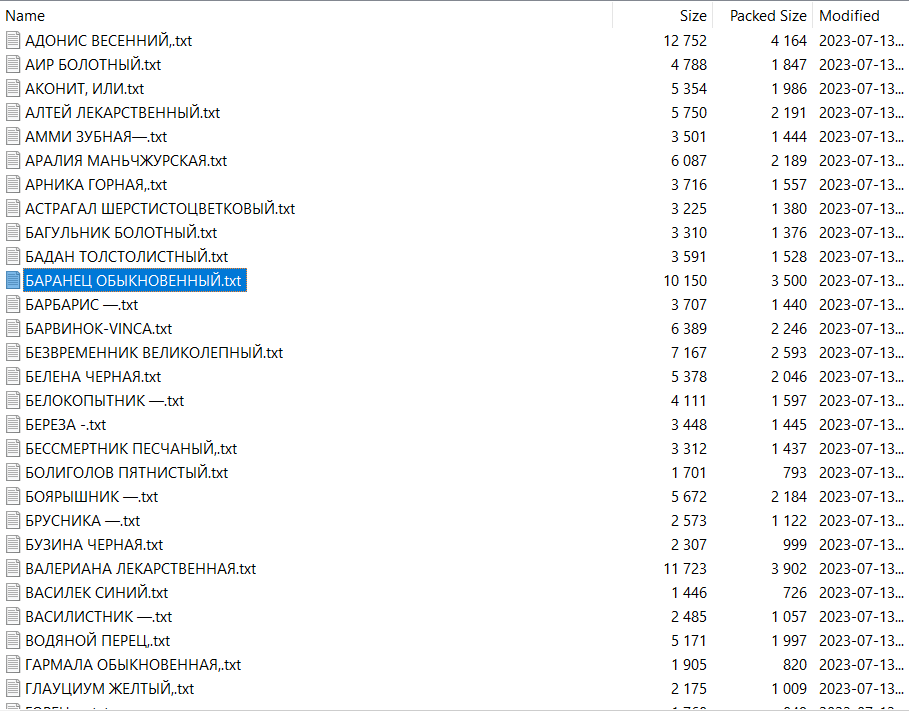 Name Size Packed Size Modified
АДОНИС ВЕСЕННИЙ,.txt 12 752 4 164 2023-07-13...
АИР БОЛОТНЫЙ.txt 4 788 1 847 2023-07-13...
АКОНИТ, ИЛИ.txt 5 354 1 986 2023-07-13...
АЛТЕЙ ЛЕКАРСТВЕННЫЙ.txt 5 750 2 191 2023-07-13...
АММИ ЗУБНАЯ—.txt 3 501 1 444 2023-07-13...
АРАЛИЯ МАНЬЧЖУРСКАЯ.txt 6 087 2 189 2023-07-13...
АРНИКА ГОРНАЯ,.txt 3 716 1 557 2023-07-13...
АСТРАГАЛ ШЕРСТИСТОЦВЕТКОВЫЙ.txt 3 225 1 380 2023-07-13...
БАГУЛЬНИК БОЛОТНЫЙ.txt 3 310 1 376 2023-07-13...
БАДАН ТОЛСТОЛИСТНЫЙ.txt 3 591 1 528 2023-07-13...
БАРАНЕЦ ОБЫКНОВЕННЫЙ.txt 10 150 3 500 2023-07-13...
БАРБАРИС —.txt 3 707 1 440 2023-07-13...
БАРВИНОК-VINCA.txt 6 389 2 246 2023-07-13...
БЕЗВРЕМЕННИК ВЕЛИКОЛЕПНЫЙ.txt 7 167 2 593 2023-07-13...
БЕЛЕНА ЧЕРНАЯ.txt 5 378 2 046 2023-07-13...
БЕЛОКОПЫТНИК —.txt 4 111 1 597 2023-07-13...
БЕРЕЗА -.txt 3 448 1 445 2023-07-13...
БЕССМЕРТНИК ПЕСЧАНЫЙ,.txt 3 312 1 437 2023-07-13...
БОЛИГОЛОВ ПЯТНИСТЫЙ.txt 1 701 793 2023-07-13...
БОЯРЫШНИК —.txt 5 672 2 184 2023-07-13...
БРУСНИКА —.txt 2 573 1 122 2023-07-13...
БУЗИНА ЧЕРНАЯ.txt 2 307 999 2023-07-13...
ВАЛЕРИАНА ЛЕКАРСТВЕННАЯ.txt 11 723 3 902 2023-07-13...
ВАСИЛЕК СИНИЙ.txt 1 446 726 2023-07-13...
ВАСИЛИСТНИК —.txt 2 485 1 057 2023-07-13...
ВОДЯНОЙ ПЕРЕЦ,.txt 5 171 1 997 2023-07-13...
ГАРМАЛА ОБЫКНОВЕННАЯ,.txt 1 905 820 2023-07-13...
ГЛАУЦИУМ ЖЕЛТЫЙ,.txt 2 175 1 009 2023-07-13...